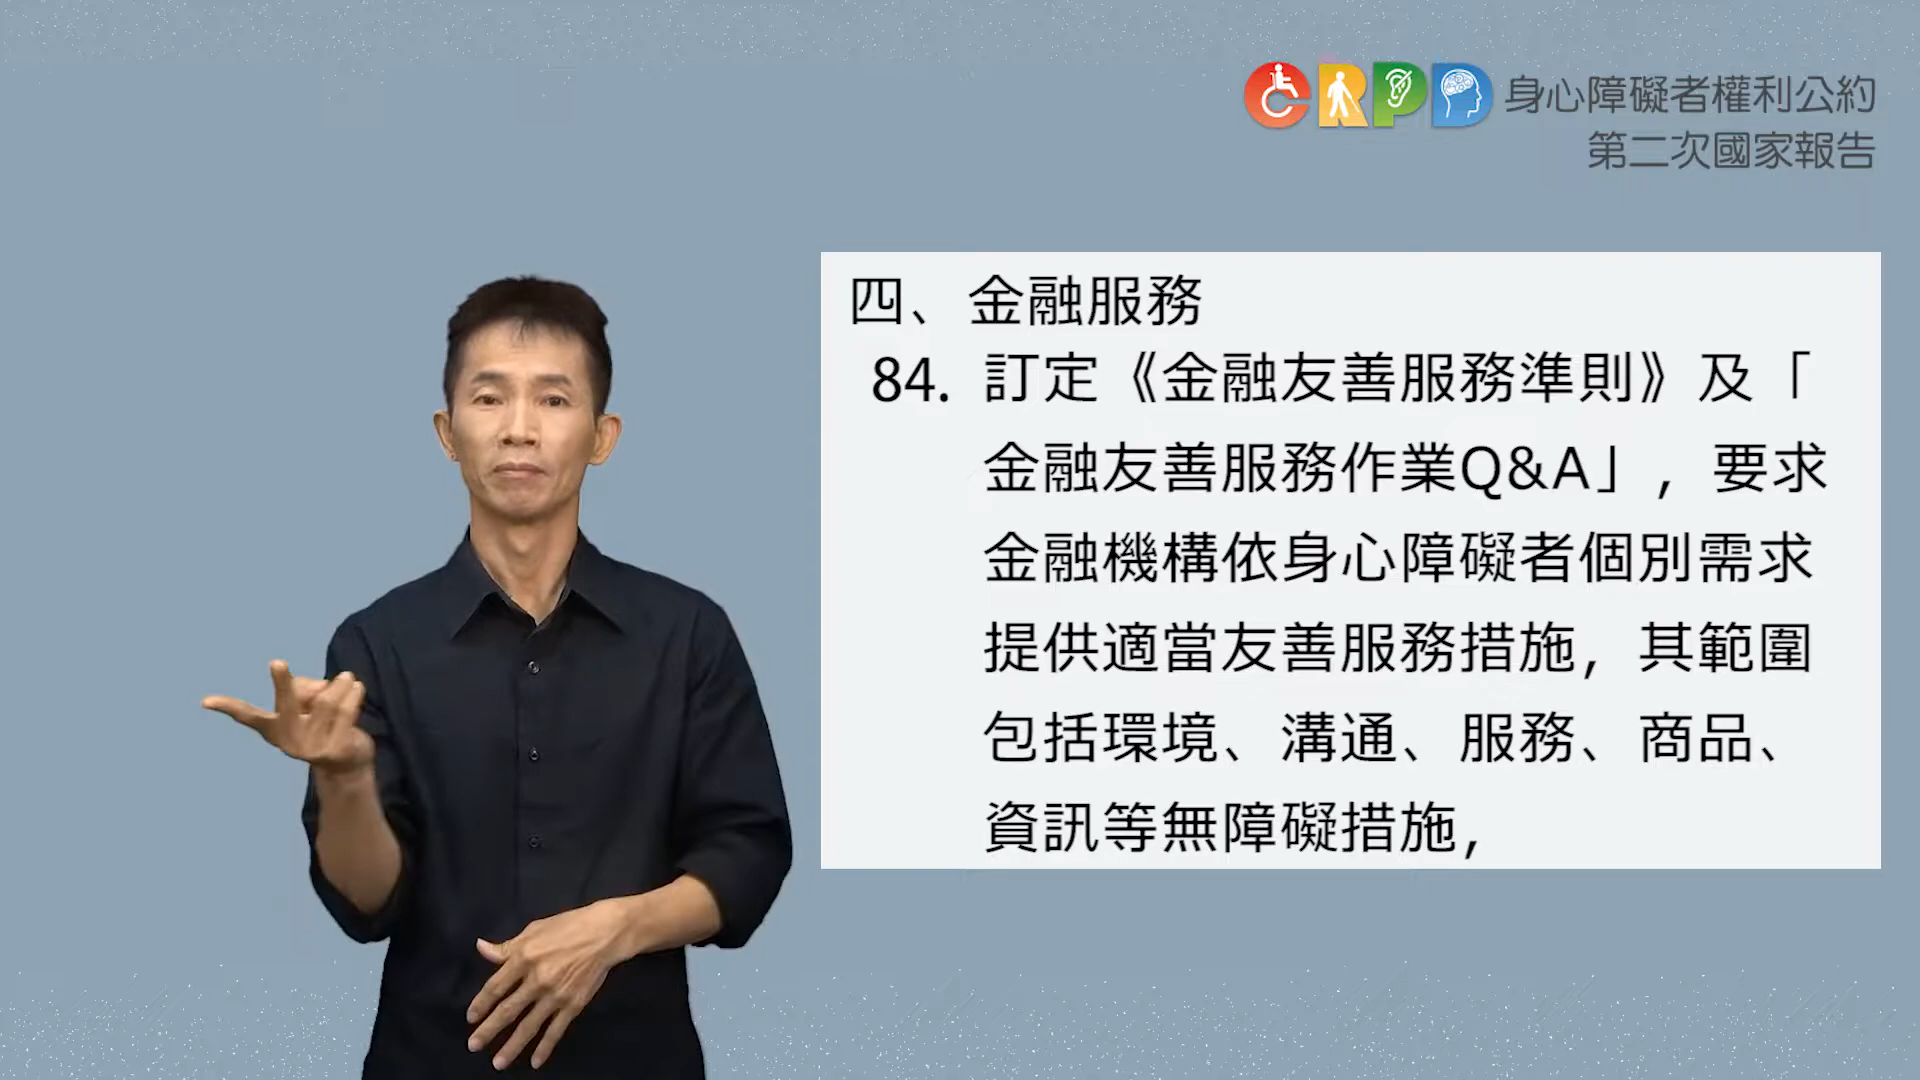 CRPD 身心障礙者權利公約
第二次國家報告
四、金融服務
84. 訂定《金融友善服務準則》及「
金融友善服務作業Q&A」，要求
金融機構依身心障礙者個別需求
提供適當友善服務措施，其範圍
包括環境、溝通、服務、商品、
資訊等無障礙措施，